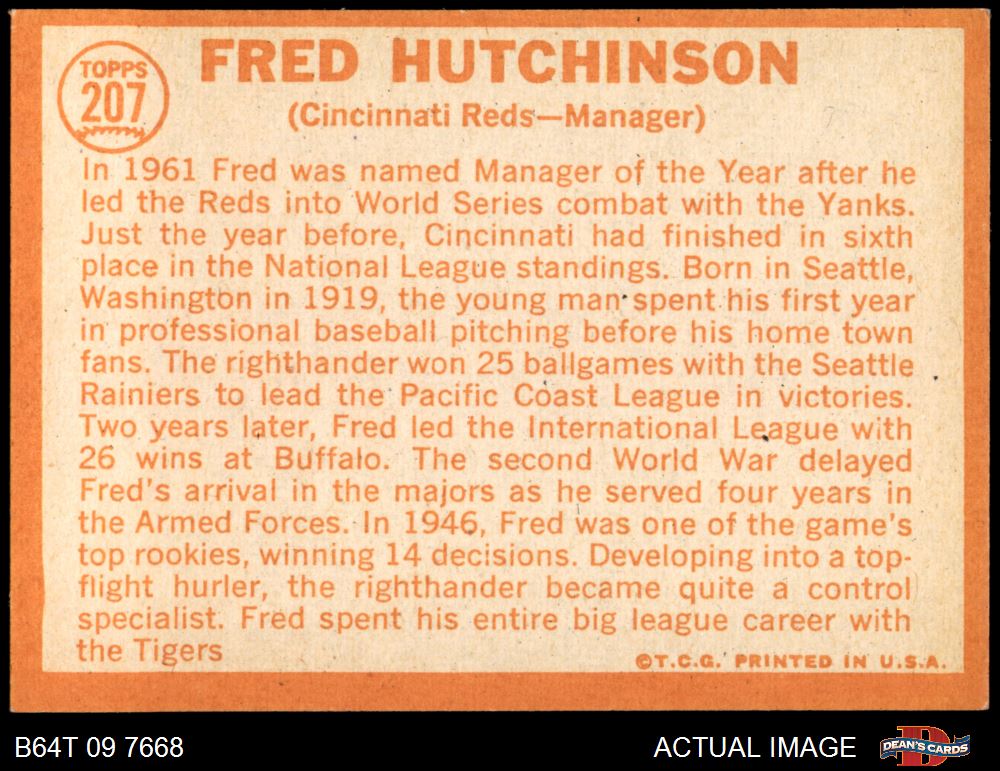 TOPPS
207
FRED HUTCHINSON
(Cincinnati Reds—Manager)
In 1961 Fred was named Manager of the Year after he
led the Reds into World Series combat with the Yanks.
Just the year before, Cincinnati had finished in sixth
place in the National League standings. Born in Seattle,
Washington in 1919, the young man spent his first year
in professional baseball pitching before his home town
fans. The righthander won 25 ballgames with the Seattle
Rainiers to lead the Pacific Coast League in victories.
Two years later, Fred led the International League with
26 wins at Buffalo. The second World War delayed
Fred's arrival in the majors as he served four years in
the Armed Forces. In 1946, Fred was one of the game's
top rookies, winning 14 decisions. Developing into a top-
flight hurler, the righthander became quite a control
specialist. Fred spent his entire big league career with
the Tigers
©T.C.G. PRINTED IN U.S.A.
B64T 09 7668
ACTUAL IMAGE
DEAN'S CARDS